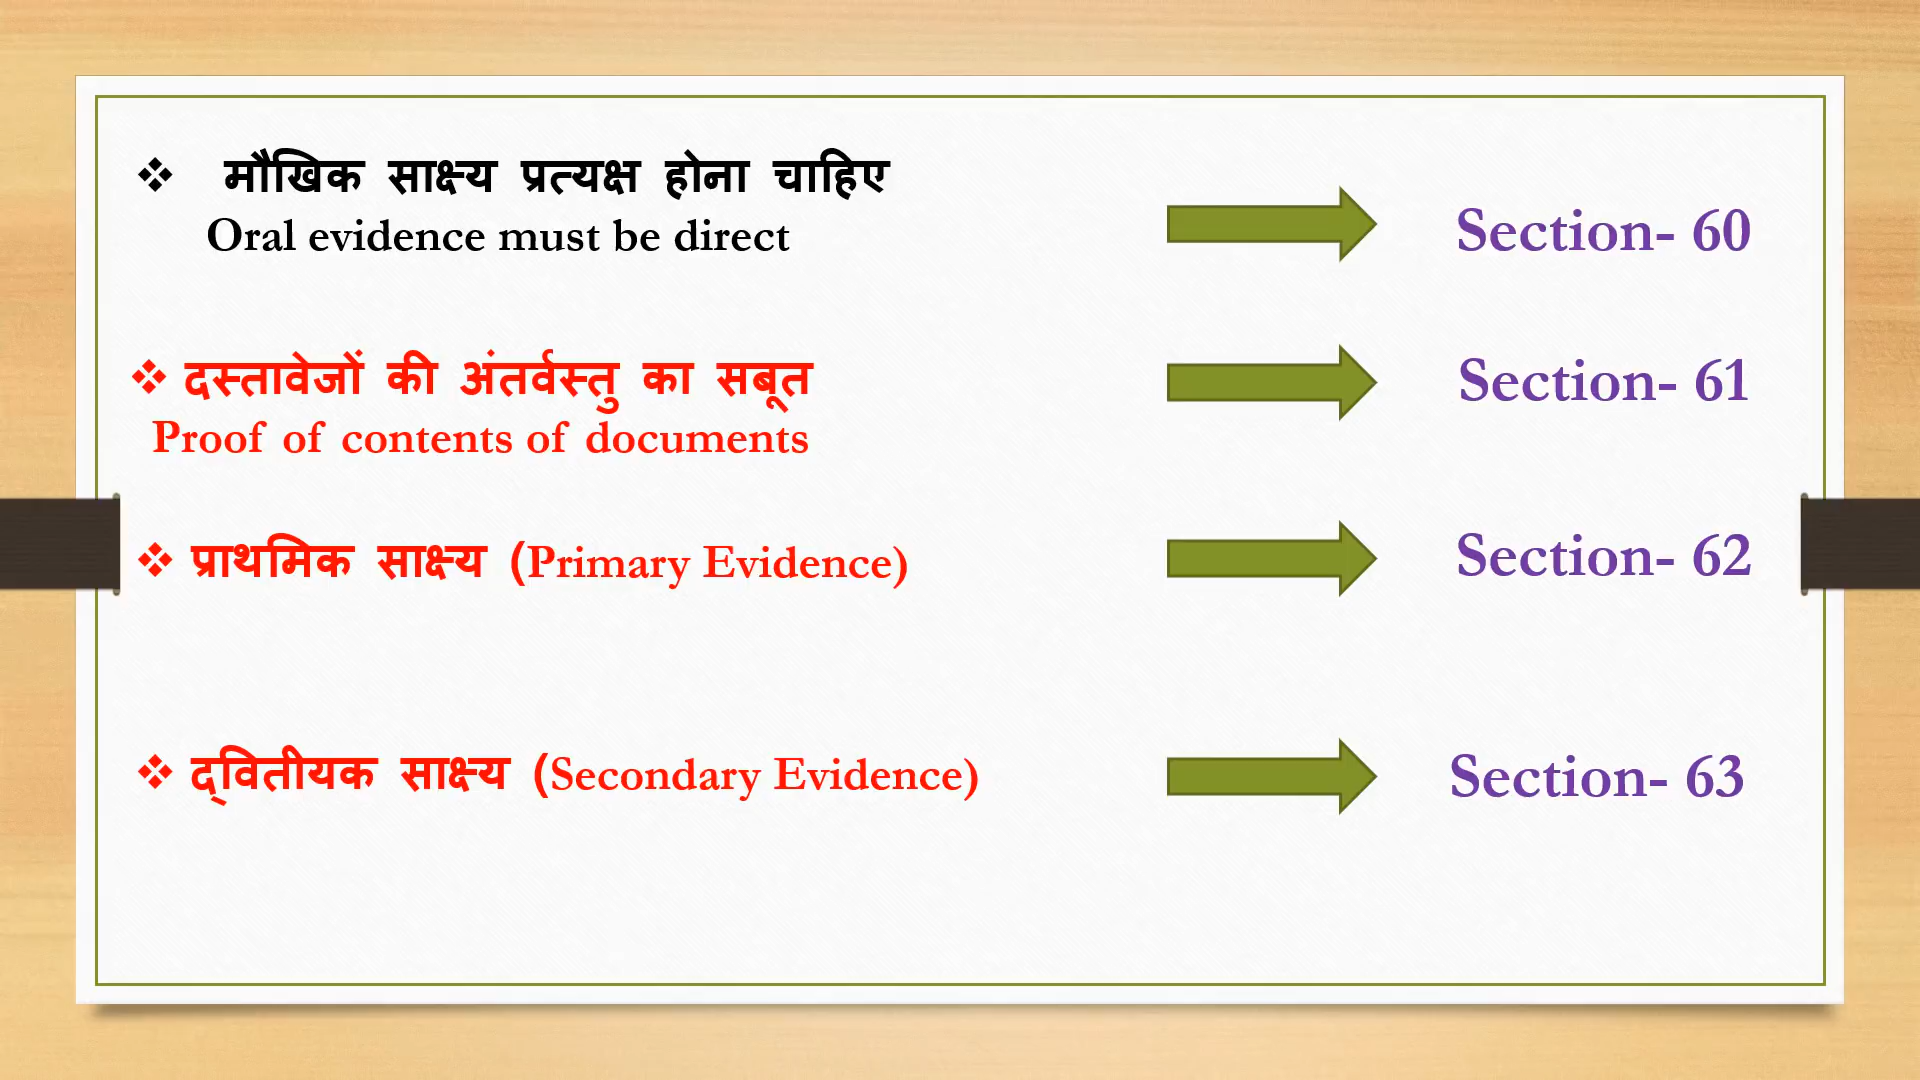 ❖ मौखिक साक्ष्य प्रत्यक्ष होना चाहिए
Oral evidence must be direct
Section- 60
❖ दस्तावेजों की अंतर्वस्तु का सबूत
Proof of contents of documents
Section- 61
❖ प्राथमिक साक्ष्य (Primary Evidence)
Section- 62
❖ द्वितीयक साक्ष्य (Secondary Evidence)
Section- 63